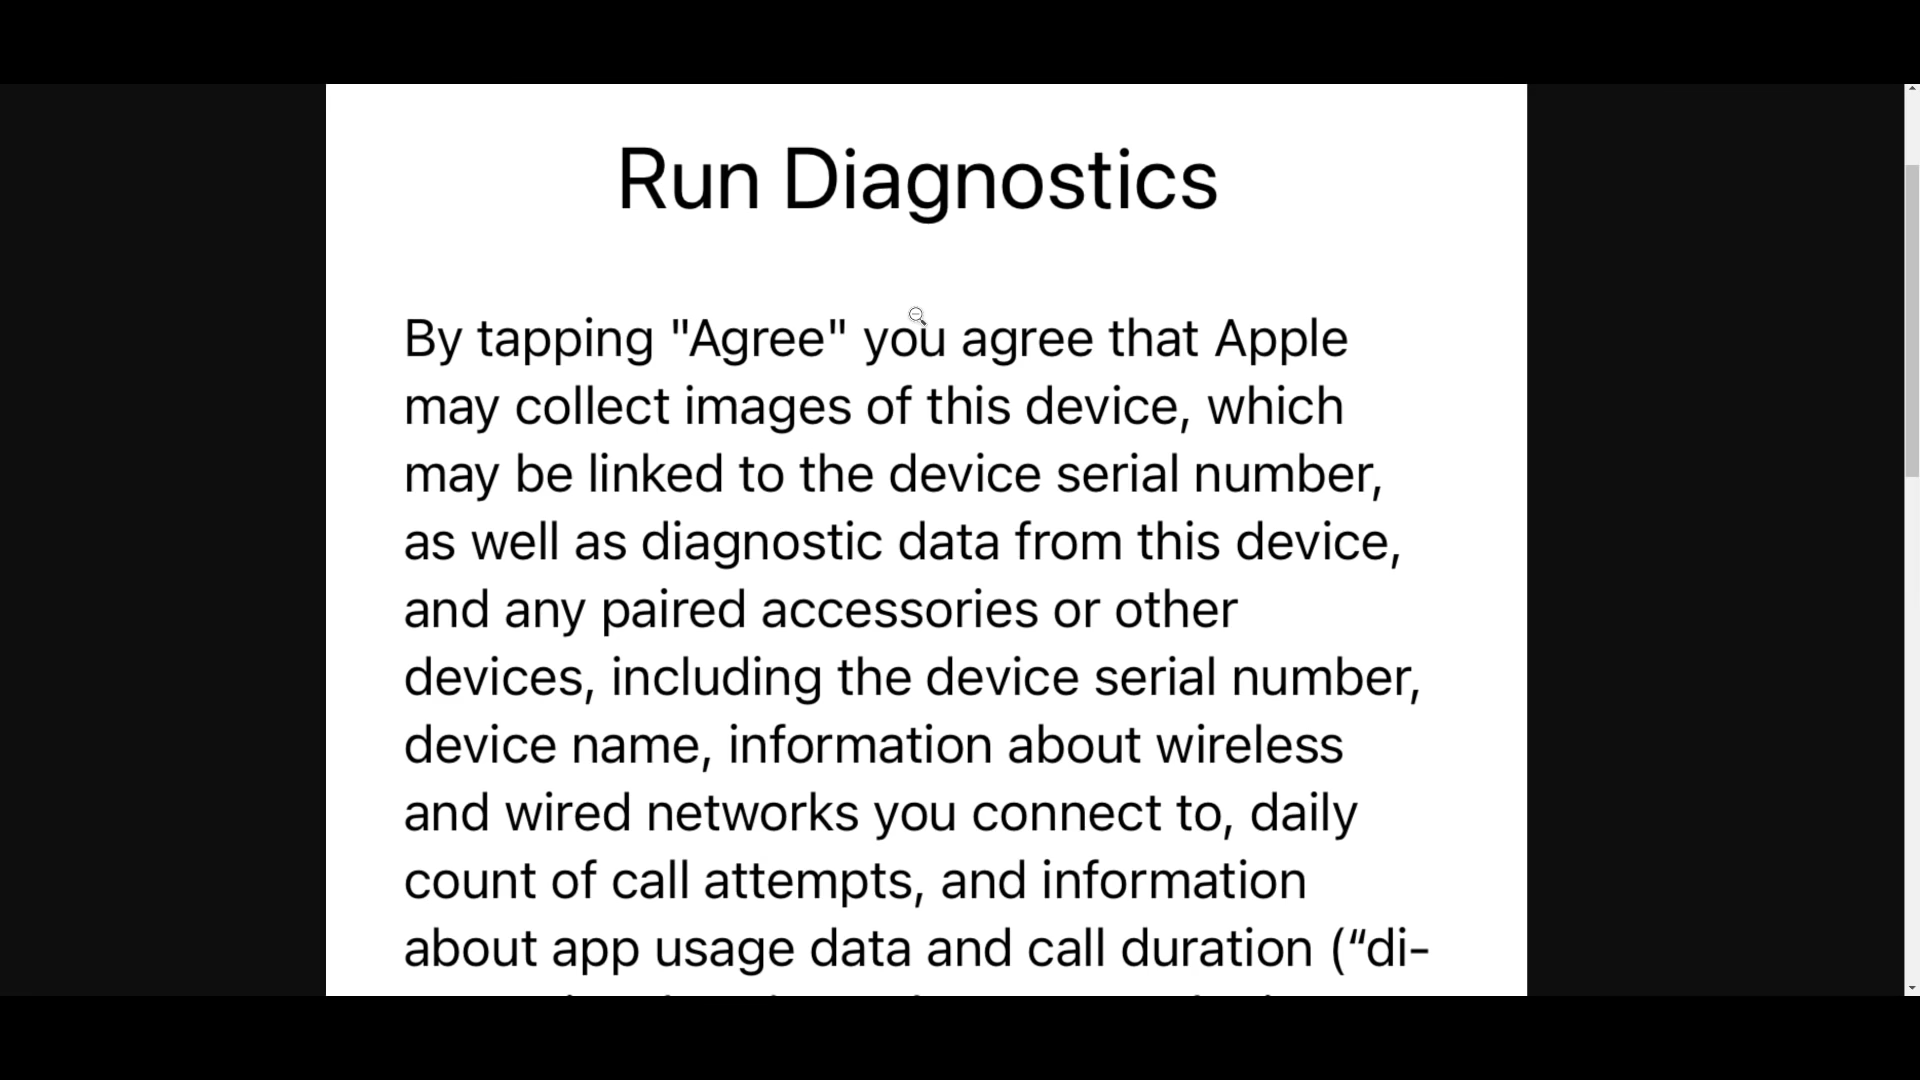 Run Diagnostics
By tapping "Agree" you agree that Apple
may collect images of this device, which
may be linked to the device serial number,
as well as diagnostic data from this device,
and any paired accessories or other
devices, including the device serial number,
device name, information about wireless
and wired networks you connect to, daily
count of call attempts, and information
about app usage data and call duration (“di-